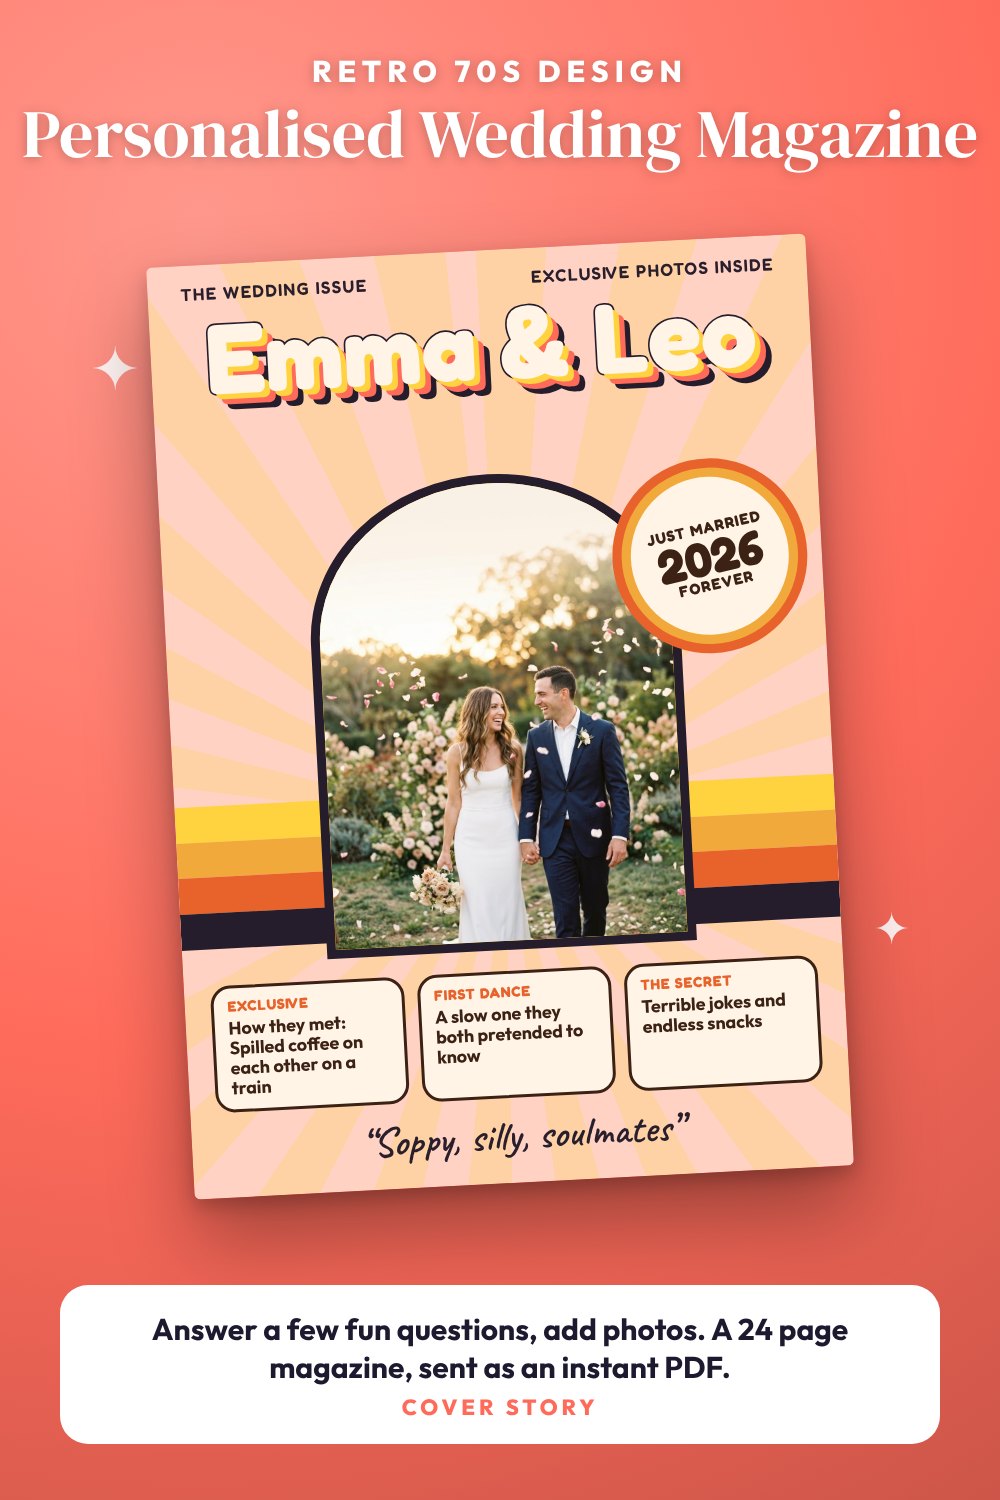 RETRO 70S DESIGN
Personalised Wedding Magazine
THE WEDDING ISSUE
EXCLUSIVE PHOTOS INSIDE
Emma & Leo
JUST MARRIED
2026
FOREVER
EXCLUSIVE
How they met:
Spilled coffee on
each other on a
train
FIRST DANCE
A slow one they
both pretended to
know
THE SECRET
Terrible jokes and
endless snacks
“Soppy, silly, soulmates”
Answer a few fun questions, add photos. A 24 page
magazine, sent as an instant PDF.
COVER STORY